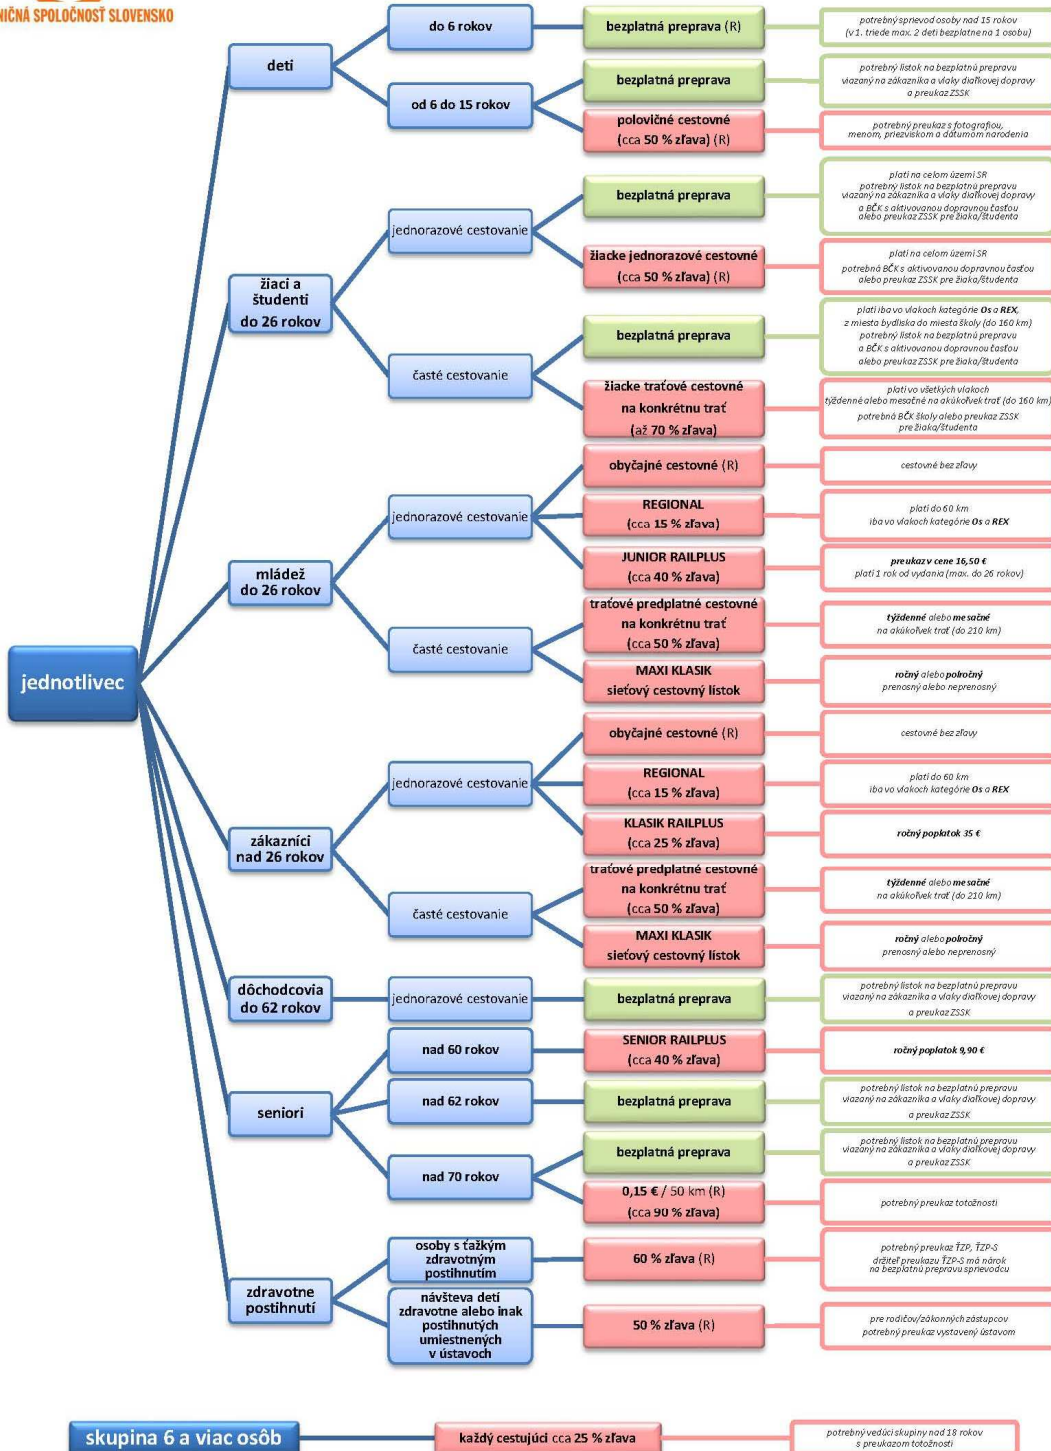 NIČNÁ SPOLOČNOSŤ SLOVENSKO
jednotlivec
deti
do 6 rokov
bezplatná preprava (R)
potrebný sprievod osoby nad 15 rokov
(v 1. triede max. 2 deti bezplatne na 1 osobu)
od 6 do 15 rokov
bezplatná preprava
potrebný lístok na bezplatnú prepravu
viazaný na zákazníka a vlaky diaľkovej dopravy
a preukaz ZSSK
polovičné cestovné
(cca 50 % zľava) (R)
potrebný preukaz s fotografiou,
menom, priezviskom a dátumom narodenia
žiaci a
študenti
do 26 rokov
jednorazové cestovanie
bezplatná preprava
platí na celom území SR
potrebný lístok na bezplatnú prepravu
viazaný na zákazníka a vlaky diaľkovej dopravy
a BČK s aktivovanou dopravnou časťou
alebo preukaz ZSSK pre žiaka/študenta
žiacke jednorazové cestovné
(cca 50 % zľava) (R)
platí na celom území SR
potrebná BČK s aktivovanou dopravnou časťou
alebo preukaz ZSSK pre žiaka/študenta
časté cestovanie
bezplatná preprava
platí iba vo vlakoch kategórie Os a REX,
z miesta bydliska do miesta školy (do 160 km)
potrebný lístok na bezplatnú prepravu
a BČK s aktivovanou dopravnou časťou
alebo preukaz ZSSK pre žiaka/študenta
žiacke traťové cestovné
na konkrétnu trať
(až 70 % zľava)
platí vo všetkých vlakoch
týždenné alebo mesačné na akúkoľvek trať (do 160 km)
potrebná BČK školy alebo preukaz ZSSK
pre žiaka/študenta
mládež
do 26 rokov
jednorazové cestovanie
obyčajné cestovné (R)
cestovné bez zľavy
REGIONAL
(cca 15 % zľava)
platí do 60 km
iba vo vlakoch kategórie Os a REX
JUNIOR RAILPLUS
(cca 40 % zľava)
preukaz v cene 16,50 €
platí 1 rok od vydania (max. do 26 rokov)
časté cestovanie
traťové predplatné cestovné
na konkrétnu trať
(cca 50 % zľava)
týždenné alebo mesačné
na akúkoľvek trať (do 210 km)
MAXI KLASIK
sieťový cestovný lístok
ročný alebo polročný
prenosný alebo neprenosný
zákazníci
nad 26 rokov
jednorazové cestovanie
obyčajné cestovné (R)
cestovné bez zľavy
REGIONAL
(cca 15 % zľava)
platí do 60 km
iba vo vlakoch kategórie Os a REX
KLASIK RAILPLUS
(cca 25 % zľava)
ročný poplatok 35 €
časté cestovanie
traťové predplatné cestovné
na konkrétnu trať
(cca 50 % zľava)
týždenné alebo mesačné
na akúkoľvek trať (do 210 km)
MAXI KLASIK
sieťový cestovný lístok
ročný alebo polročný
prenosný alebo neprenosný
dôchodcovia
do 62 rokov
jednorazové cestovanie
bezplatná preprava
potrebný lístok na bezplatnú prepravu
viazaný na zákazníka a vlaky diaľkovej dopravy
a preukaz ZSSK
seniori
nad 60 rokov
SENIOR RAILPLUS
(cca 40 % zľava)
ročný poplatok 9,90 €
nad 62 rokov
bezplatná preprava
potrebný lístok na bezplatnú prepravu
viazaný na zákazníka a vlaky diaľkovej dopravy
a preukaz ZSSK
nad 70 rokov
bezplatná preprava
potrebný lístok na bezplatnú prepravu
viazaný na zákazníka a vlaky diaľkovej dopravy
a preukaz ZSSK
0,15 € / 50 km (R)
(cca 90 % zľava)
potrebný preukaz totožnosti
zdravotne
postihnutí
osoby s ťažkým
zdravotným
postihnutím
60 % zľava (R)
potrebný preukaz ŤZP, ŤZP-S
držiteľ preukazu ŤZP-S má nárok
na bezplatnú prepravu sprievodcu
návšteva detí
zdravotne alebo inak
postihnutých
umiestnených
v ústavoch
50 % zľava (R)
pre rodičov/zákonných zástupcov
potrebný preukaz vystavený ústavom
skupina 6 a viac osôb
každý cestujúci cca 25 % zľava
potrebný vedúci skupiny nad 18 rokov
s preukazom totožnosti